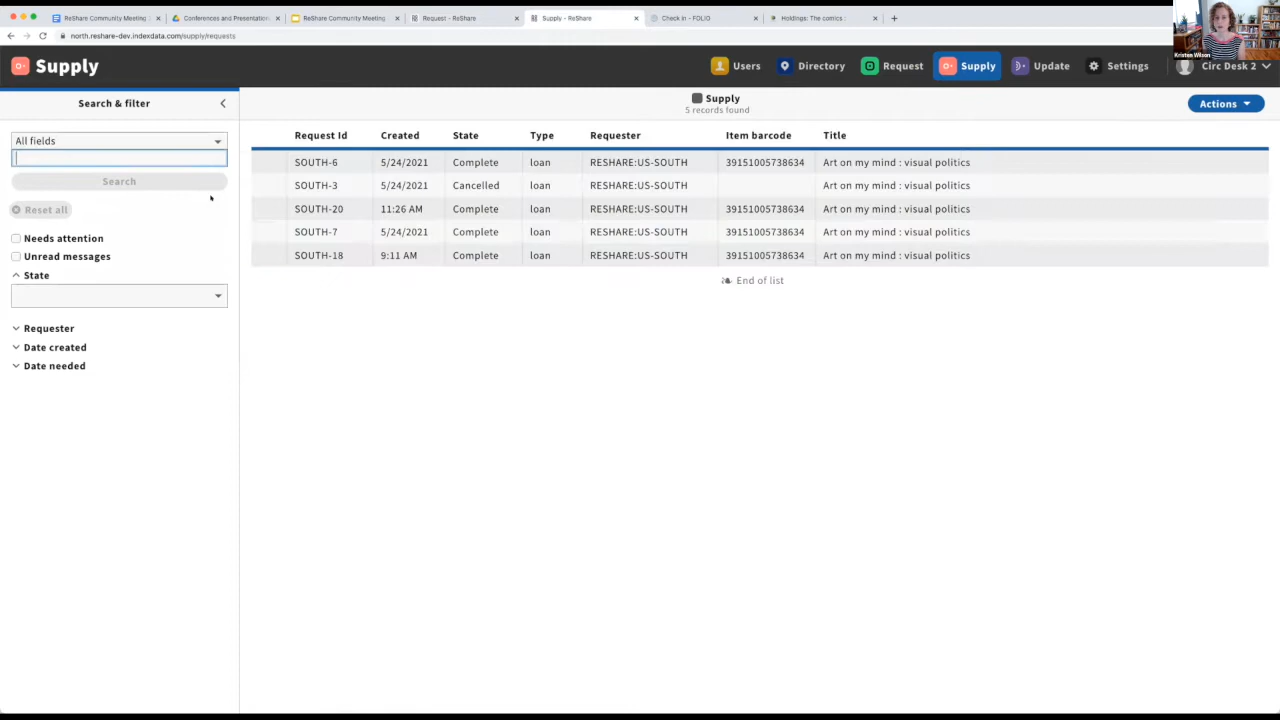 ReShare Community Meeting
Conferences and Presentation
ReShare Community Meeting
Request - ReShare
Supply - ReShare
Check in - FOLIO
Holdings: The comics :
north.reshare-dev.indexdata.com/supply/requests
Kristen Wilson
Supply
Users
Directory
Request
Supply
Update
Settings
Circ Desk 2
Search & filter
Supply
5 records found
Actions
All fields
Search
Reset all
Needs attention
Unread messages
State
Requester
Date created
Date needed
Request Id Created State Type Requester Item barcode Title
SOUTH-6 5/24/2021 Complete loan RESHARE:US-SOUTH 39151005738634 Art on my mind : visual politics
SOUTH-3 5/24/2021 Cancelled loan RESHARE:US-SOUTH Art on my mind : visual politics
SOUTH-20 11:26 AM Complete loan RESHARE:US-SOUTH 39151005738634 Art on my mind : visual politics
SOUTH-7 5/24/2021 Complete loan RESHARE:US-SOUTH 39151005738634 Art on my mind : visual politics
SOUTH-18 9:11 AM Complete loan RESHARE:US-SOUTH 39151005738634 Art on my mind : visual politics
End of list